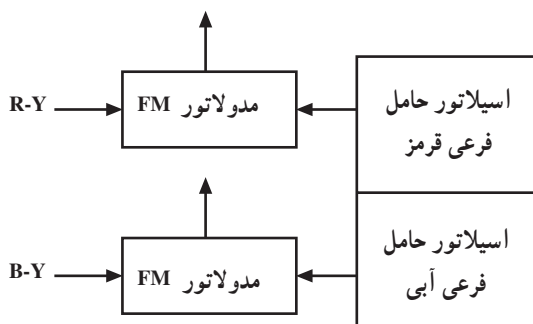 R-Y
مدولاتور FM
اسیلاتور حامل
فرعی قرمز
B-Y
مدولاتور FM
اسیلاتور حامل
فرعی آبی